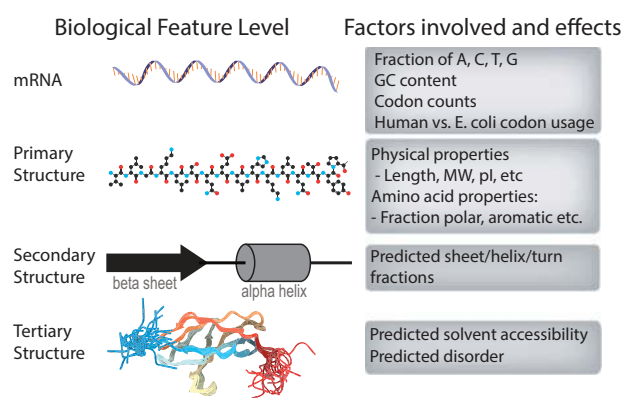 Biological Feature Level
Factors involved and effects
mRNA
Fraction of A, C, T, G
GC content
Codon counts
Human vs. E. coli codon usage
Primary
Structure
Physical properties
- Length, MW, pI, etc
Amino acid properties:
- Fraction polar, aromatic etc.
Secondary
Structure
beta sheet
alpha helix
Predicted sheet/helix/turn
fractions
Tertiary
Structure
Predicted solvent accessibility
Predicted disorder